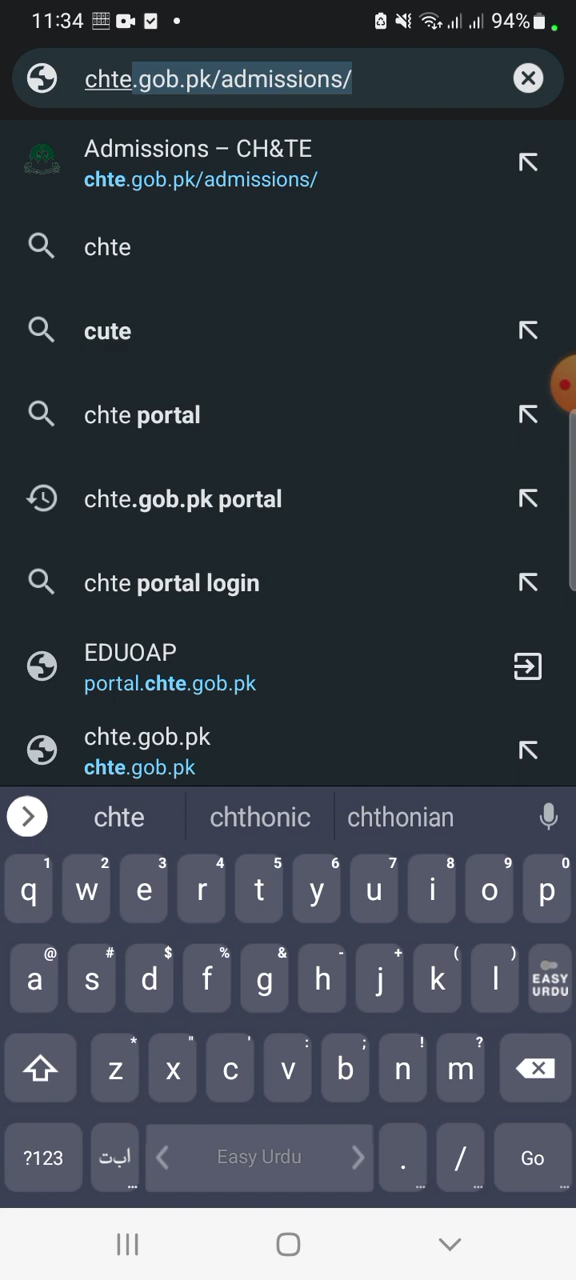 11:34
94%
chte.gob.pk/admissions/
Admissions – CH&TE
chte.gob.pk/admissions/
chte
cute
chte portal
chte.gob.pk portal
chte portal login
EDUOAP
portal.chte.gob.pk
chte.gob.pk
chte.gob.pk
chte chthonic chthonian
1 2 3 4 5 6 7 8 9 0
q w e r t y u i o p
@ # $ % & - + ( )
a s d f g h j k l EASY URDU
* " ' : ; ! ?
z x c v b n m
?123 ابت Easy Urdu . / Go